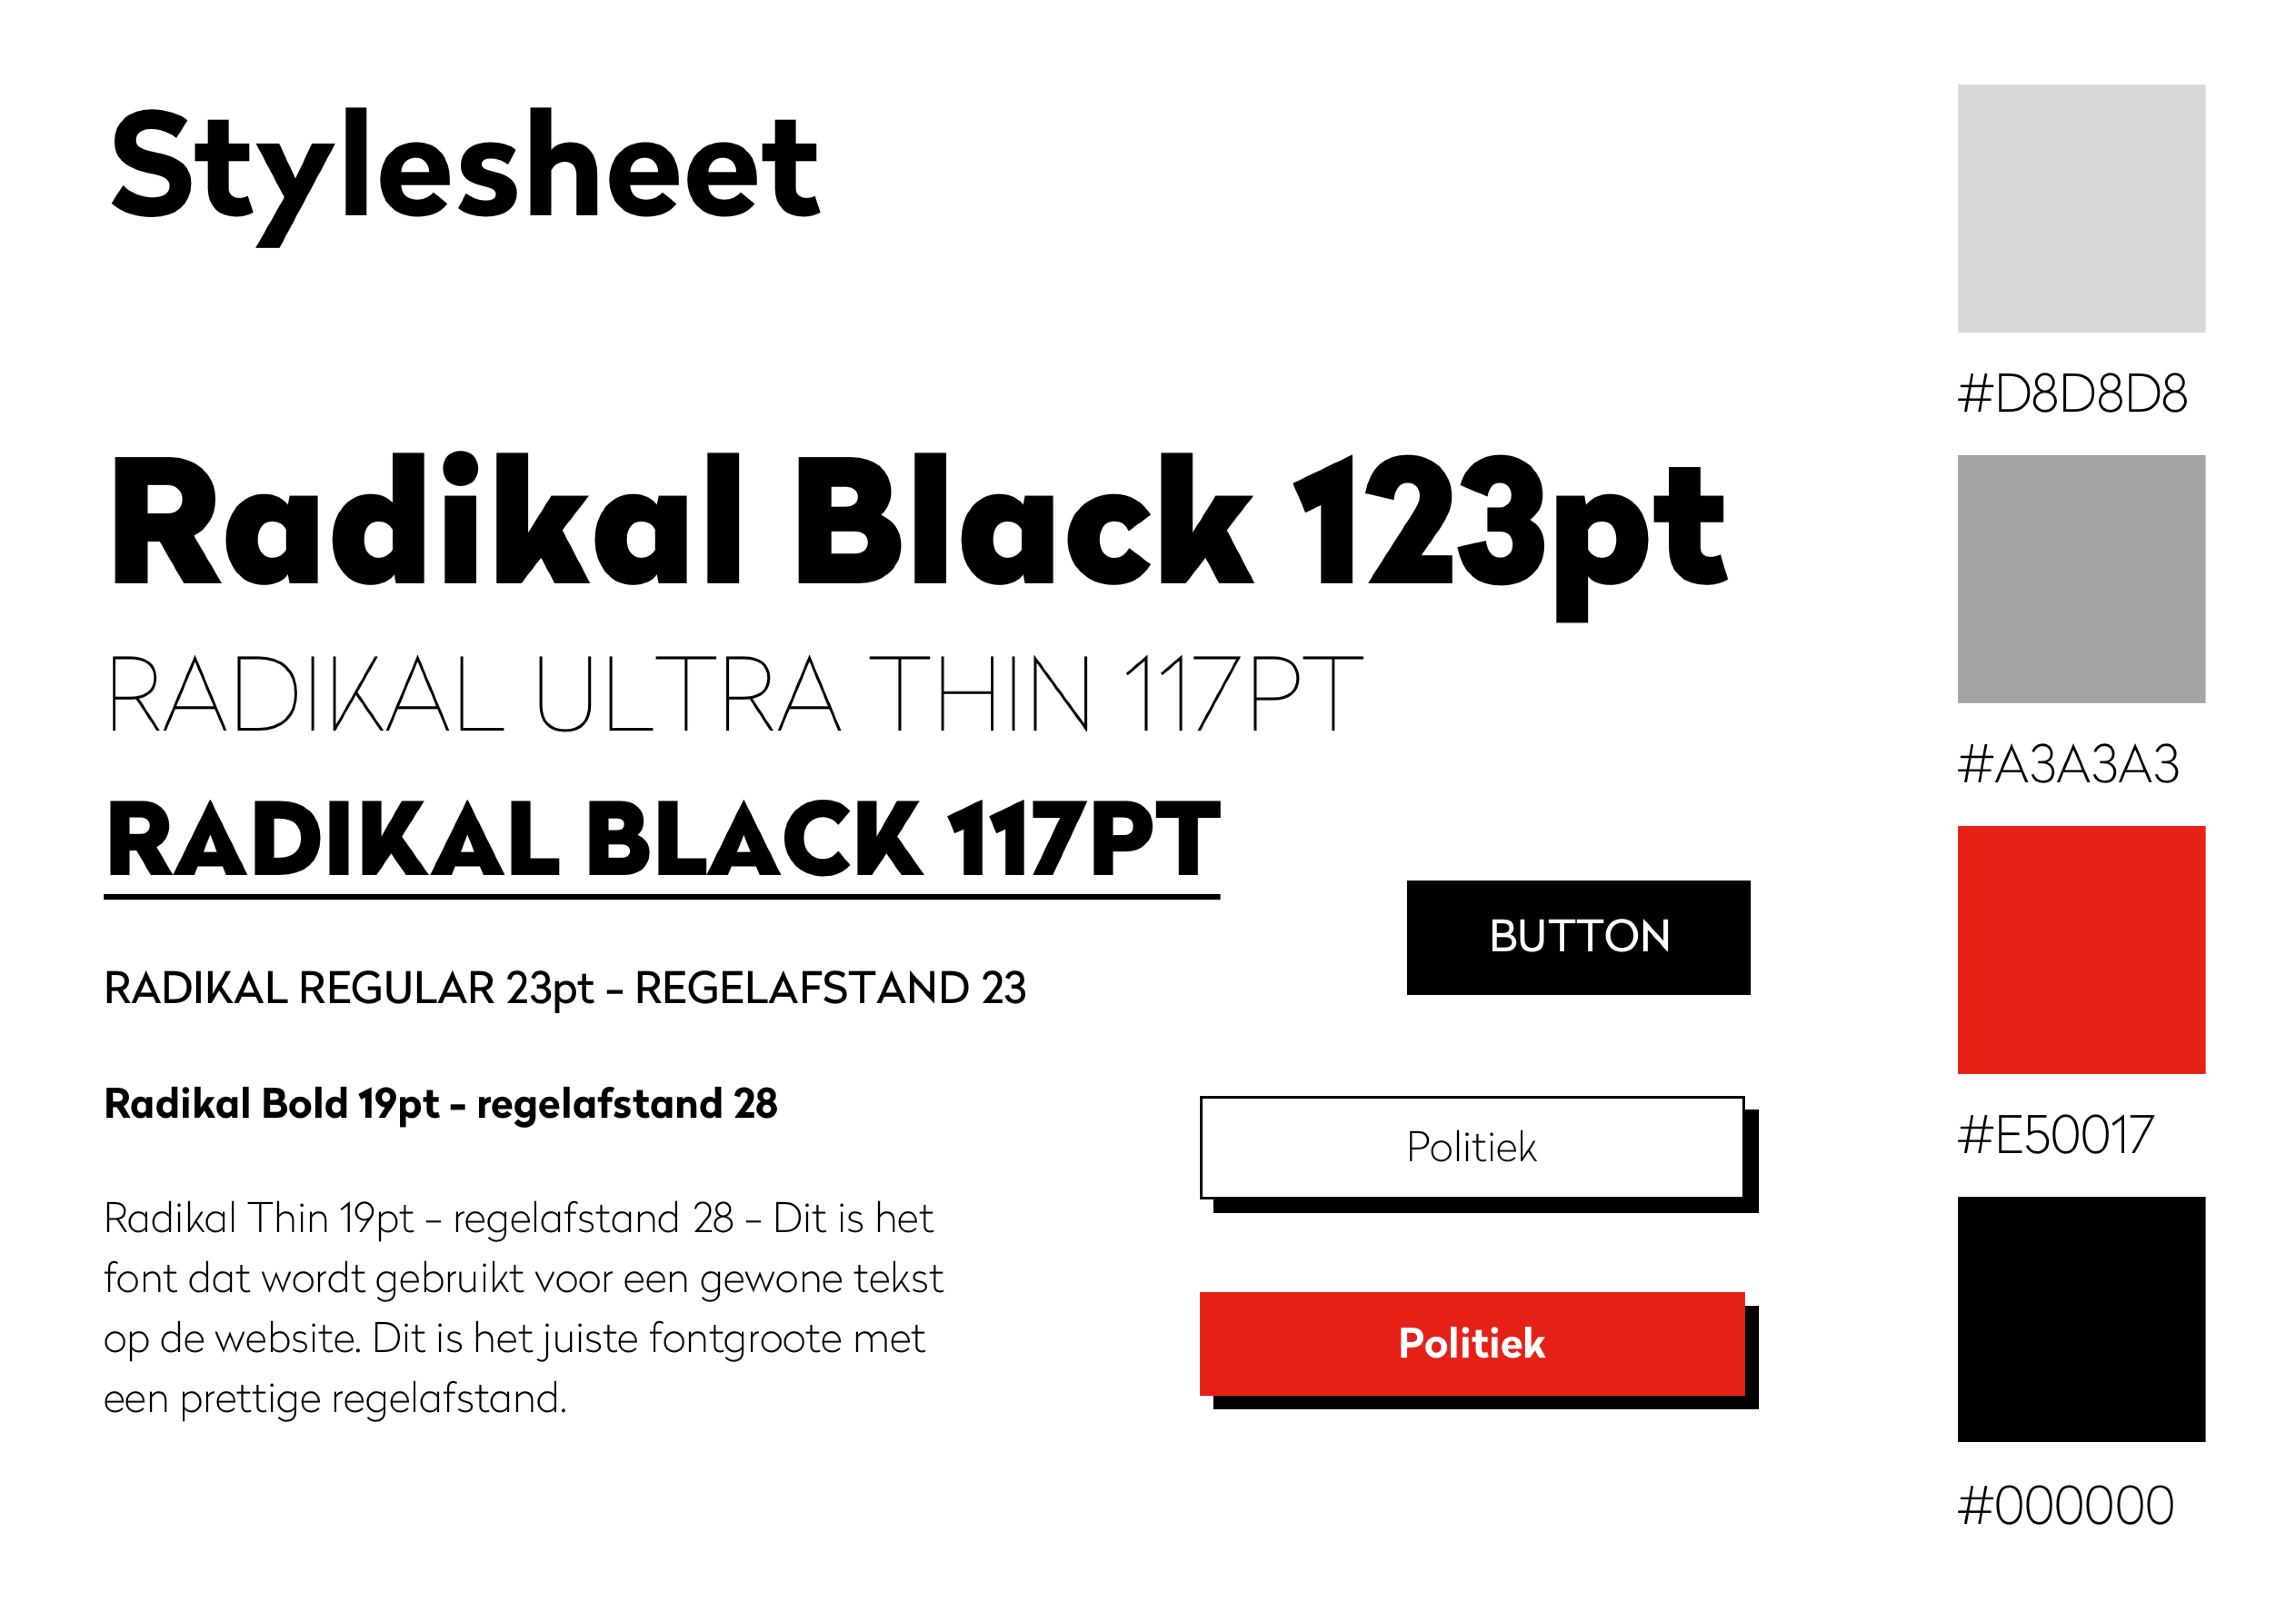 Stylesheet
Radikal Black 123pt
RADIKAL ULTRA THIN 117PT
RADIKAL BLACK 117PT
RADIKAL REGULAR 23pt – REGELAFSTAND 23
Radikal Bold 19pt – regelafstand 28
Radikal Thin 19pt – regelafstand 28 – Dit is het
font dat wordt gebruikt voor een gewone tekst
op de website. Dit is het juiste fontgroote met
een prettige regelafstand.
BUTTON
Politiek
Politiek
#D8D8D8
#A3A3A3
#E50017
#000000